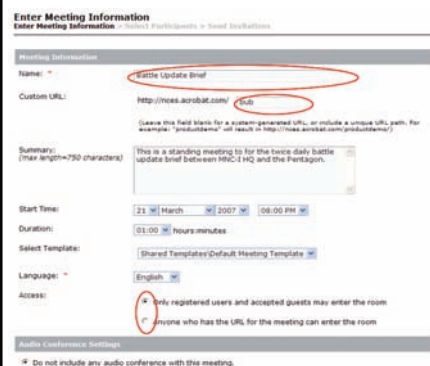 Enter Meeting Information
Enter Meeting Information > Select Participants > Send Invitations
Meeting Information
Name: * Battle Update Brief
Custom URL: http://nces.acrobat.com/ bub
(Leave this field blank for a system-generated URL, or include a unique URL path. For
example: "productdemo" will result in http://nces.acrobat.com/productdemo/)
Summary: This is a standing meeting to for the twice daily battle
(max length=750 characters) update brief between MNC-I HQ and the Pentagon.
Start Time: 21 March 2007 08:00 PM
Duration: 01:00 hours:minutes
Select Template: Shared Templates\Default Meeting Template
Language: * English
Access: Only registered users and accepted guests may enter the room
Anyone who has the URL for the meeting can enter the room
Audio Conference Settings
Do not include any audio conference with this meeting.